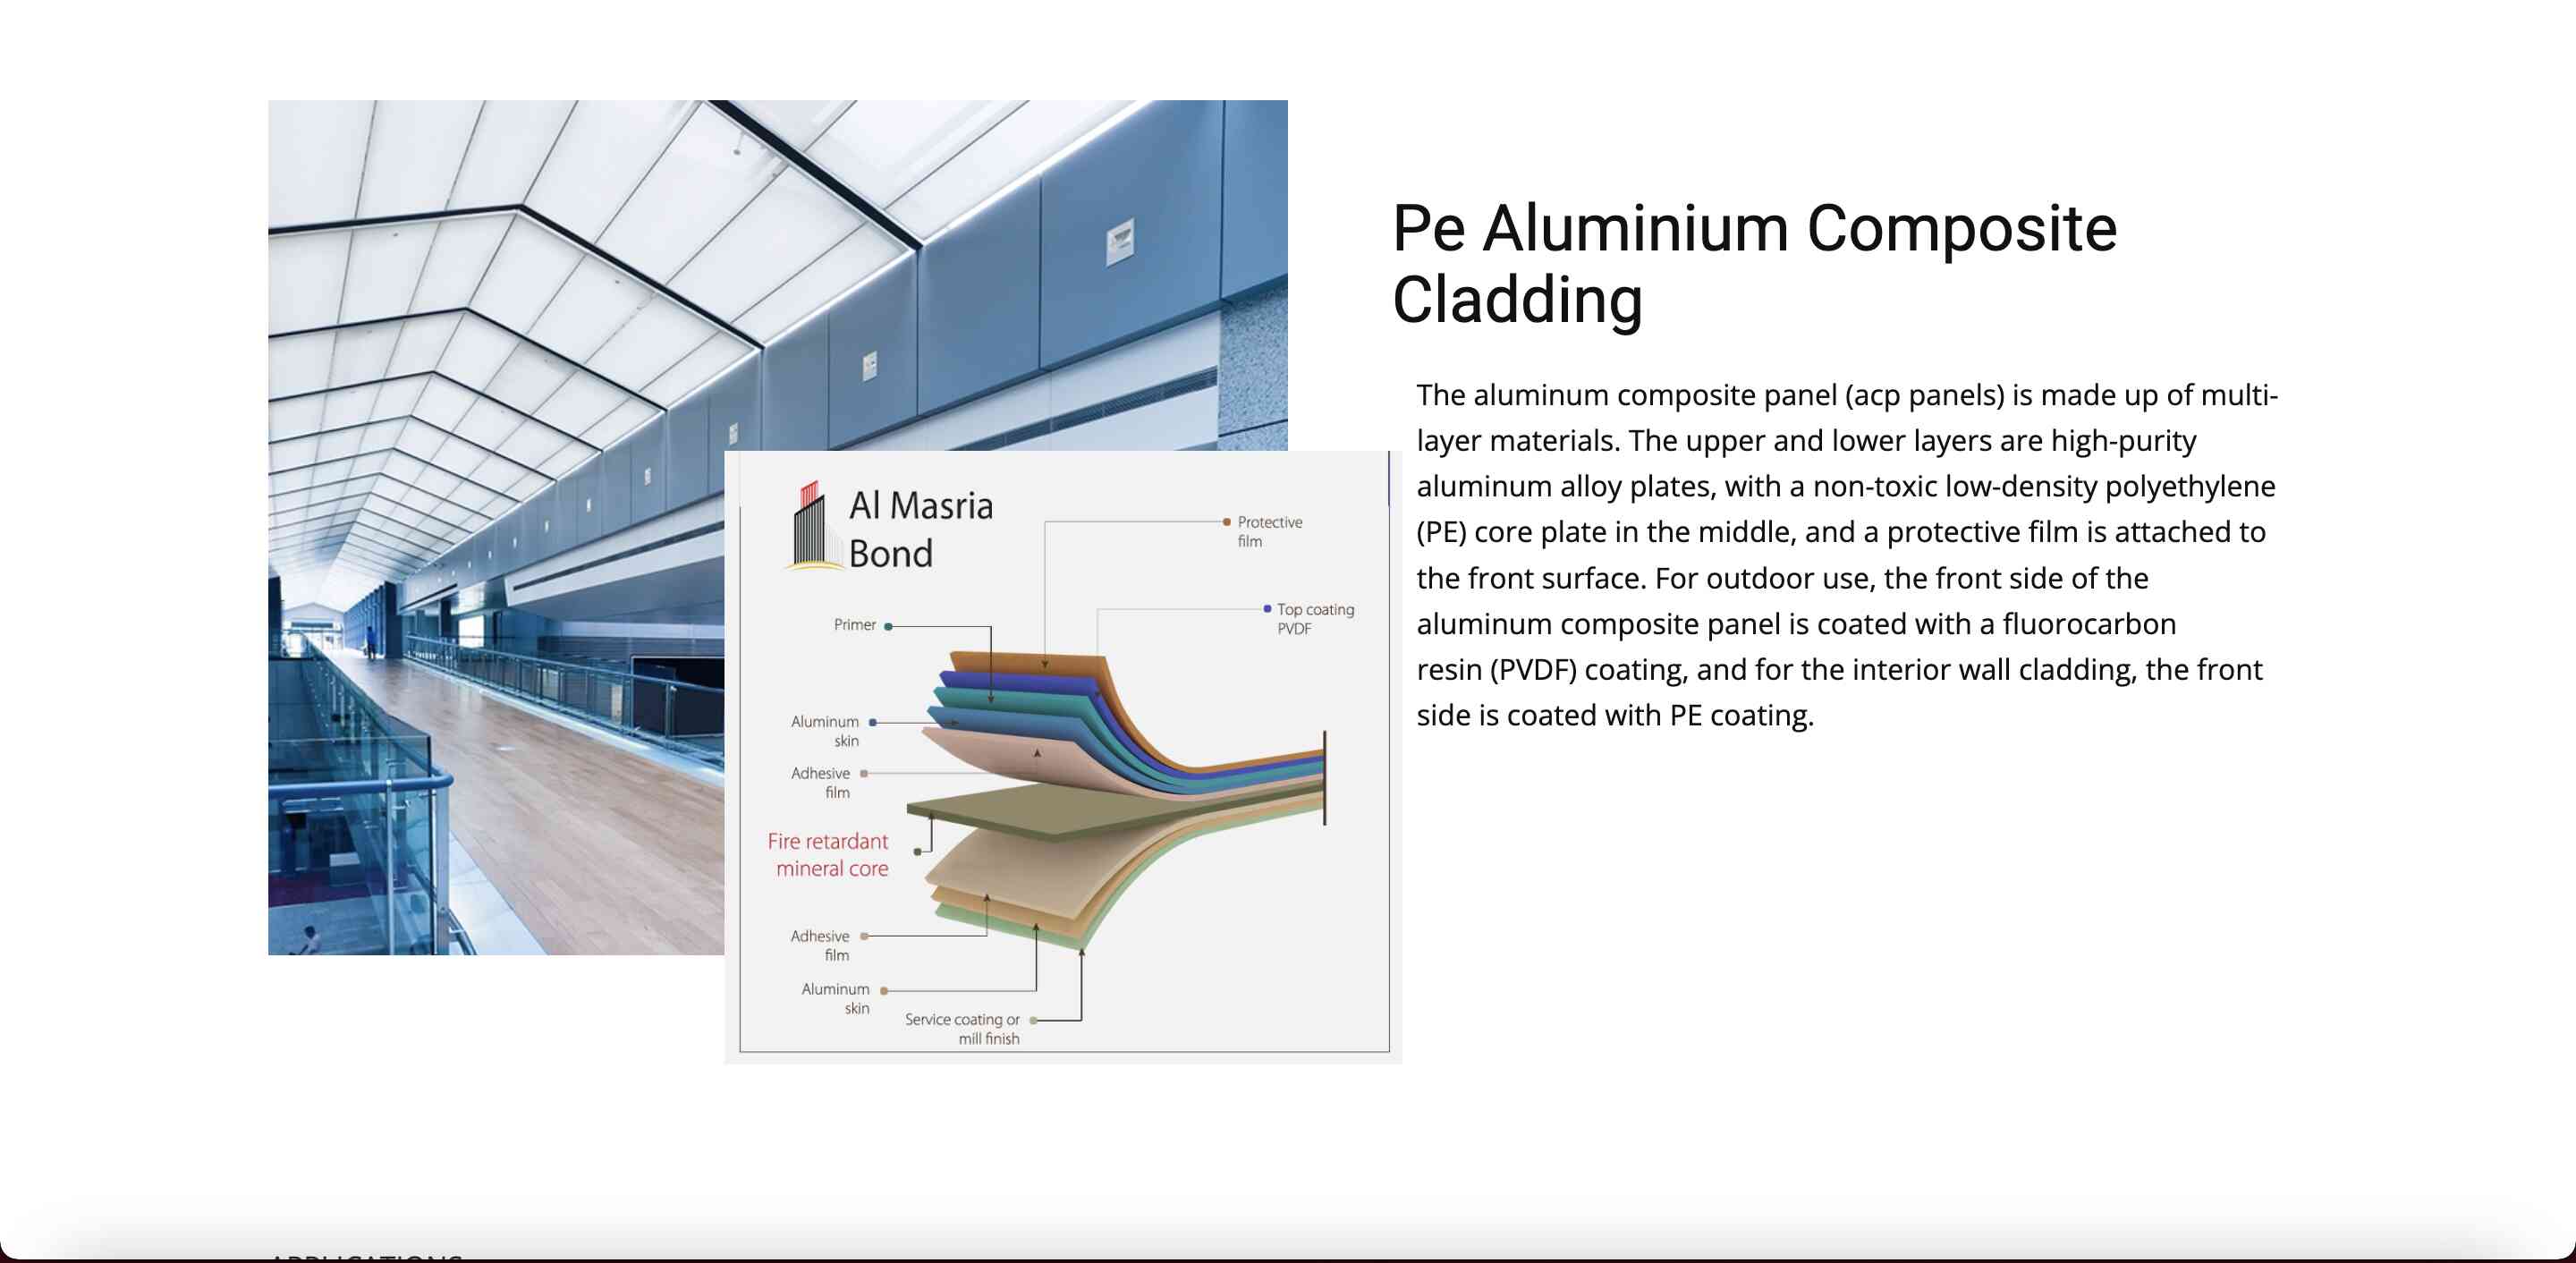 Pe Aluminium Composite
Cladding
The aluminum composite panel (acp panels) is made up of multi-
layer materials. The upper and lower layers are high-purity
aluminum alloy plates, with a non-toxic low-density polyethylene
(PE) core plate in the middle, and a protective film is attached to
the front surface. For outdoor use, the front side of the
aluminum composite panel is coated with a fluorocarbon
resin (PVDF) coating, and for the interior wall cladding, the front
side is coated with PE coating.
Al Masria
Bond
Protective
film
Top coating
PVDF
Primer
Aluminum
skin
Adhesive
film
Fire retardant
mineral core
Adhesive
film
Aluminum
skin
Service coating or
mill finish
APPLICATIONS